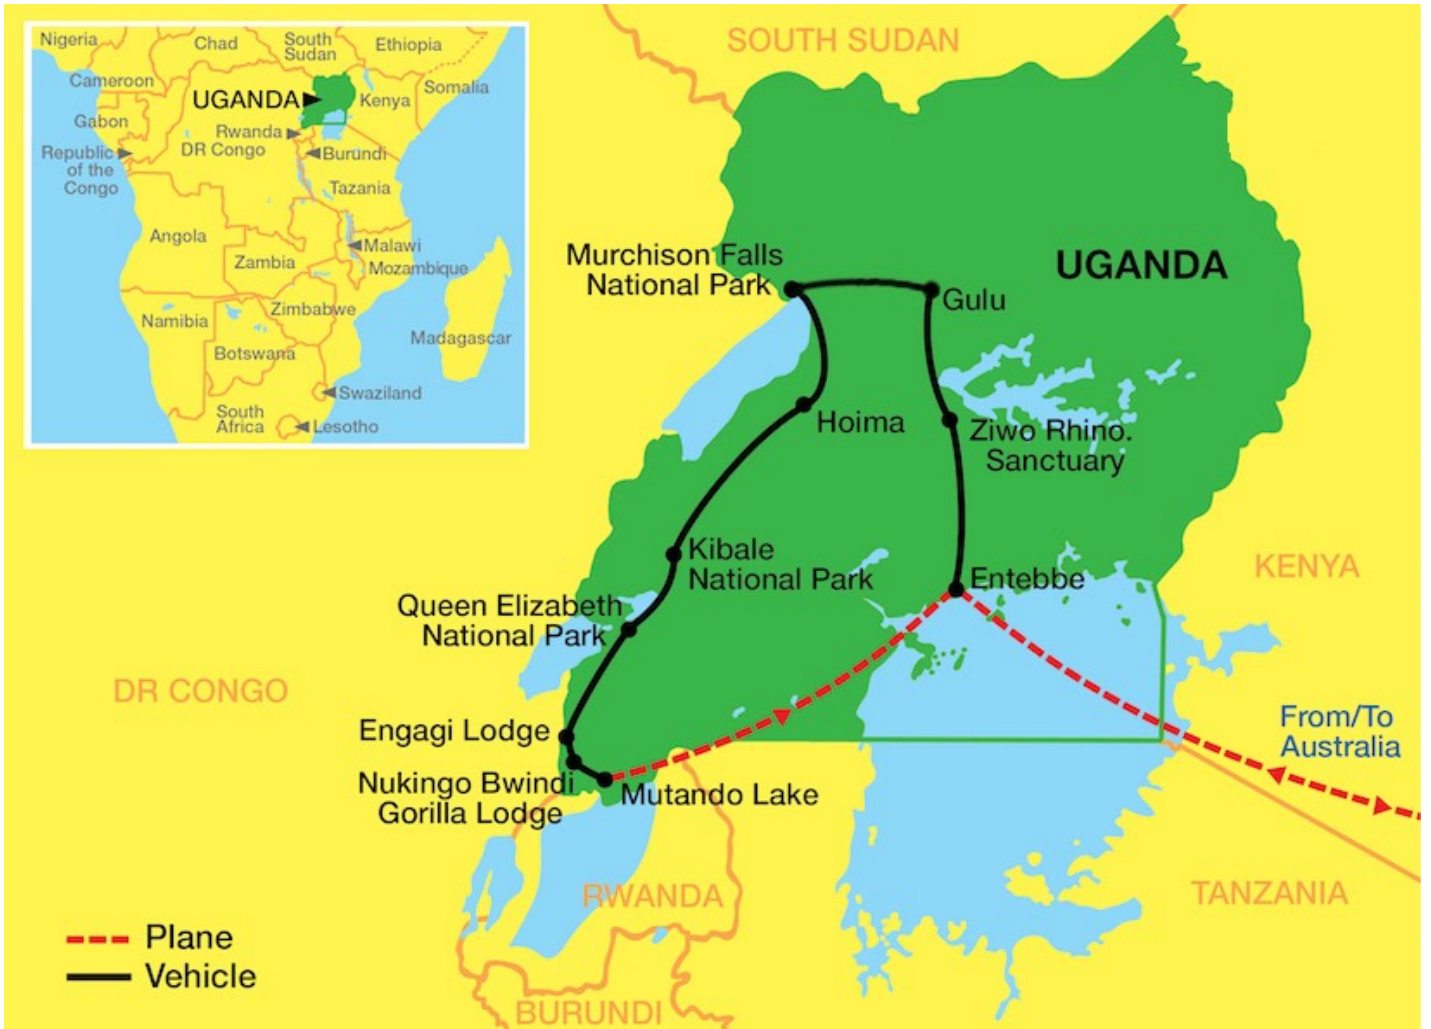 Nigeria
Chad
South
Sudan
Ethiopia
Cameroon
Somalia
UGANDA
Kenya
Gabon
Rwanda
DR Congo
Republic
of the
Congo
Burundi
Tazania
Angola
Malawi
Zambia
Mozambique
Zimbabwe
Namibia
Madagascar
Botswana
Swaziland
South
Africa
Lesotho
SOUTH SUDAN
UGANDA
Murchison Falls
National Park
Gulu
Hoima
Ziwo Rhino.
Sanctuary
Kibale
National Park
Entebbe
KENYA
Queen Elizabeth
National Park
DR CONGO
From/To
Australia
Engagi Lodge
Nukingo Bwindi
Gorilla Lodge
Mutando Lake
RWANDA
TANZANIA
BURUNDI
Plane
Vehicle